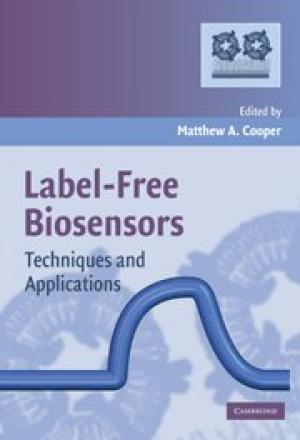 Edited by
Matthew A. Cooper
Label-Free
Biosensors
Techniques and
Applications
CAMBRIDGE